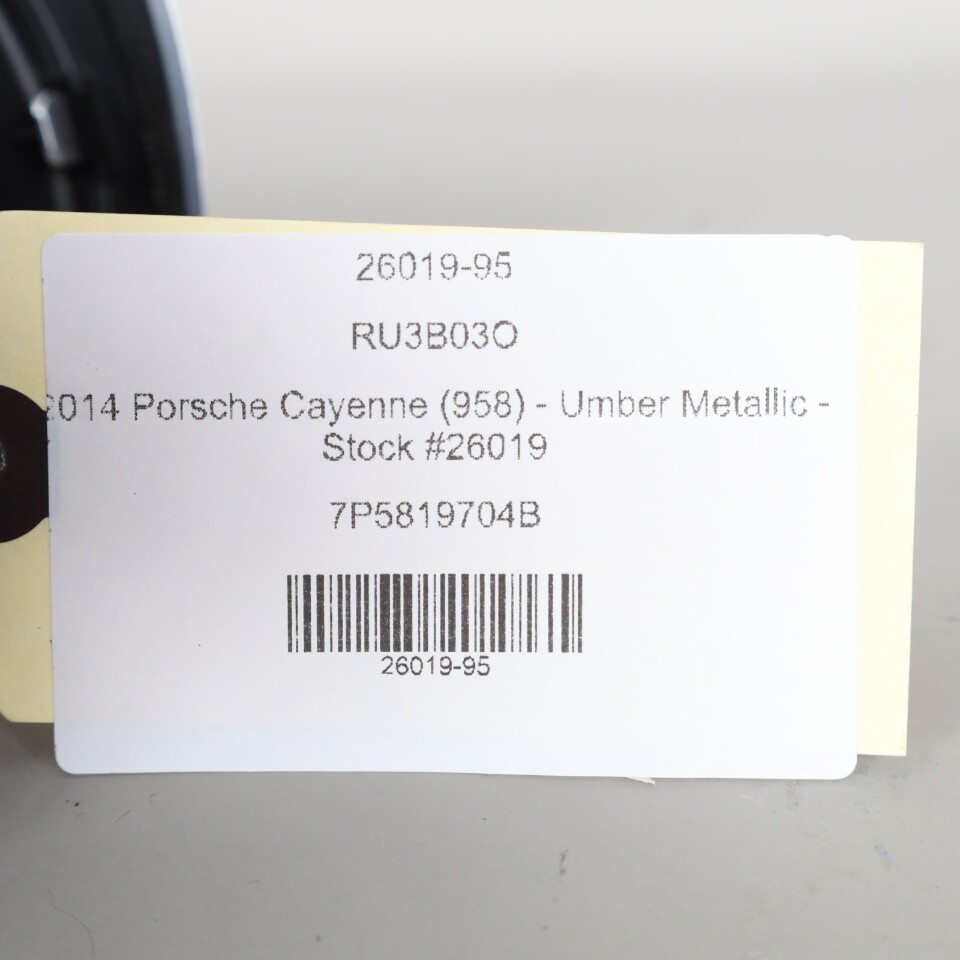 26019-95
RU3B03O
2014 Porsche Cayenne (958) - Umber Metallic -
Stock #26019
7P5819704B
26019-95